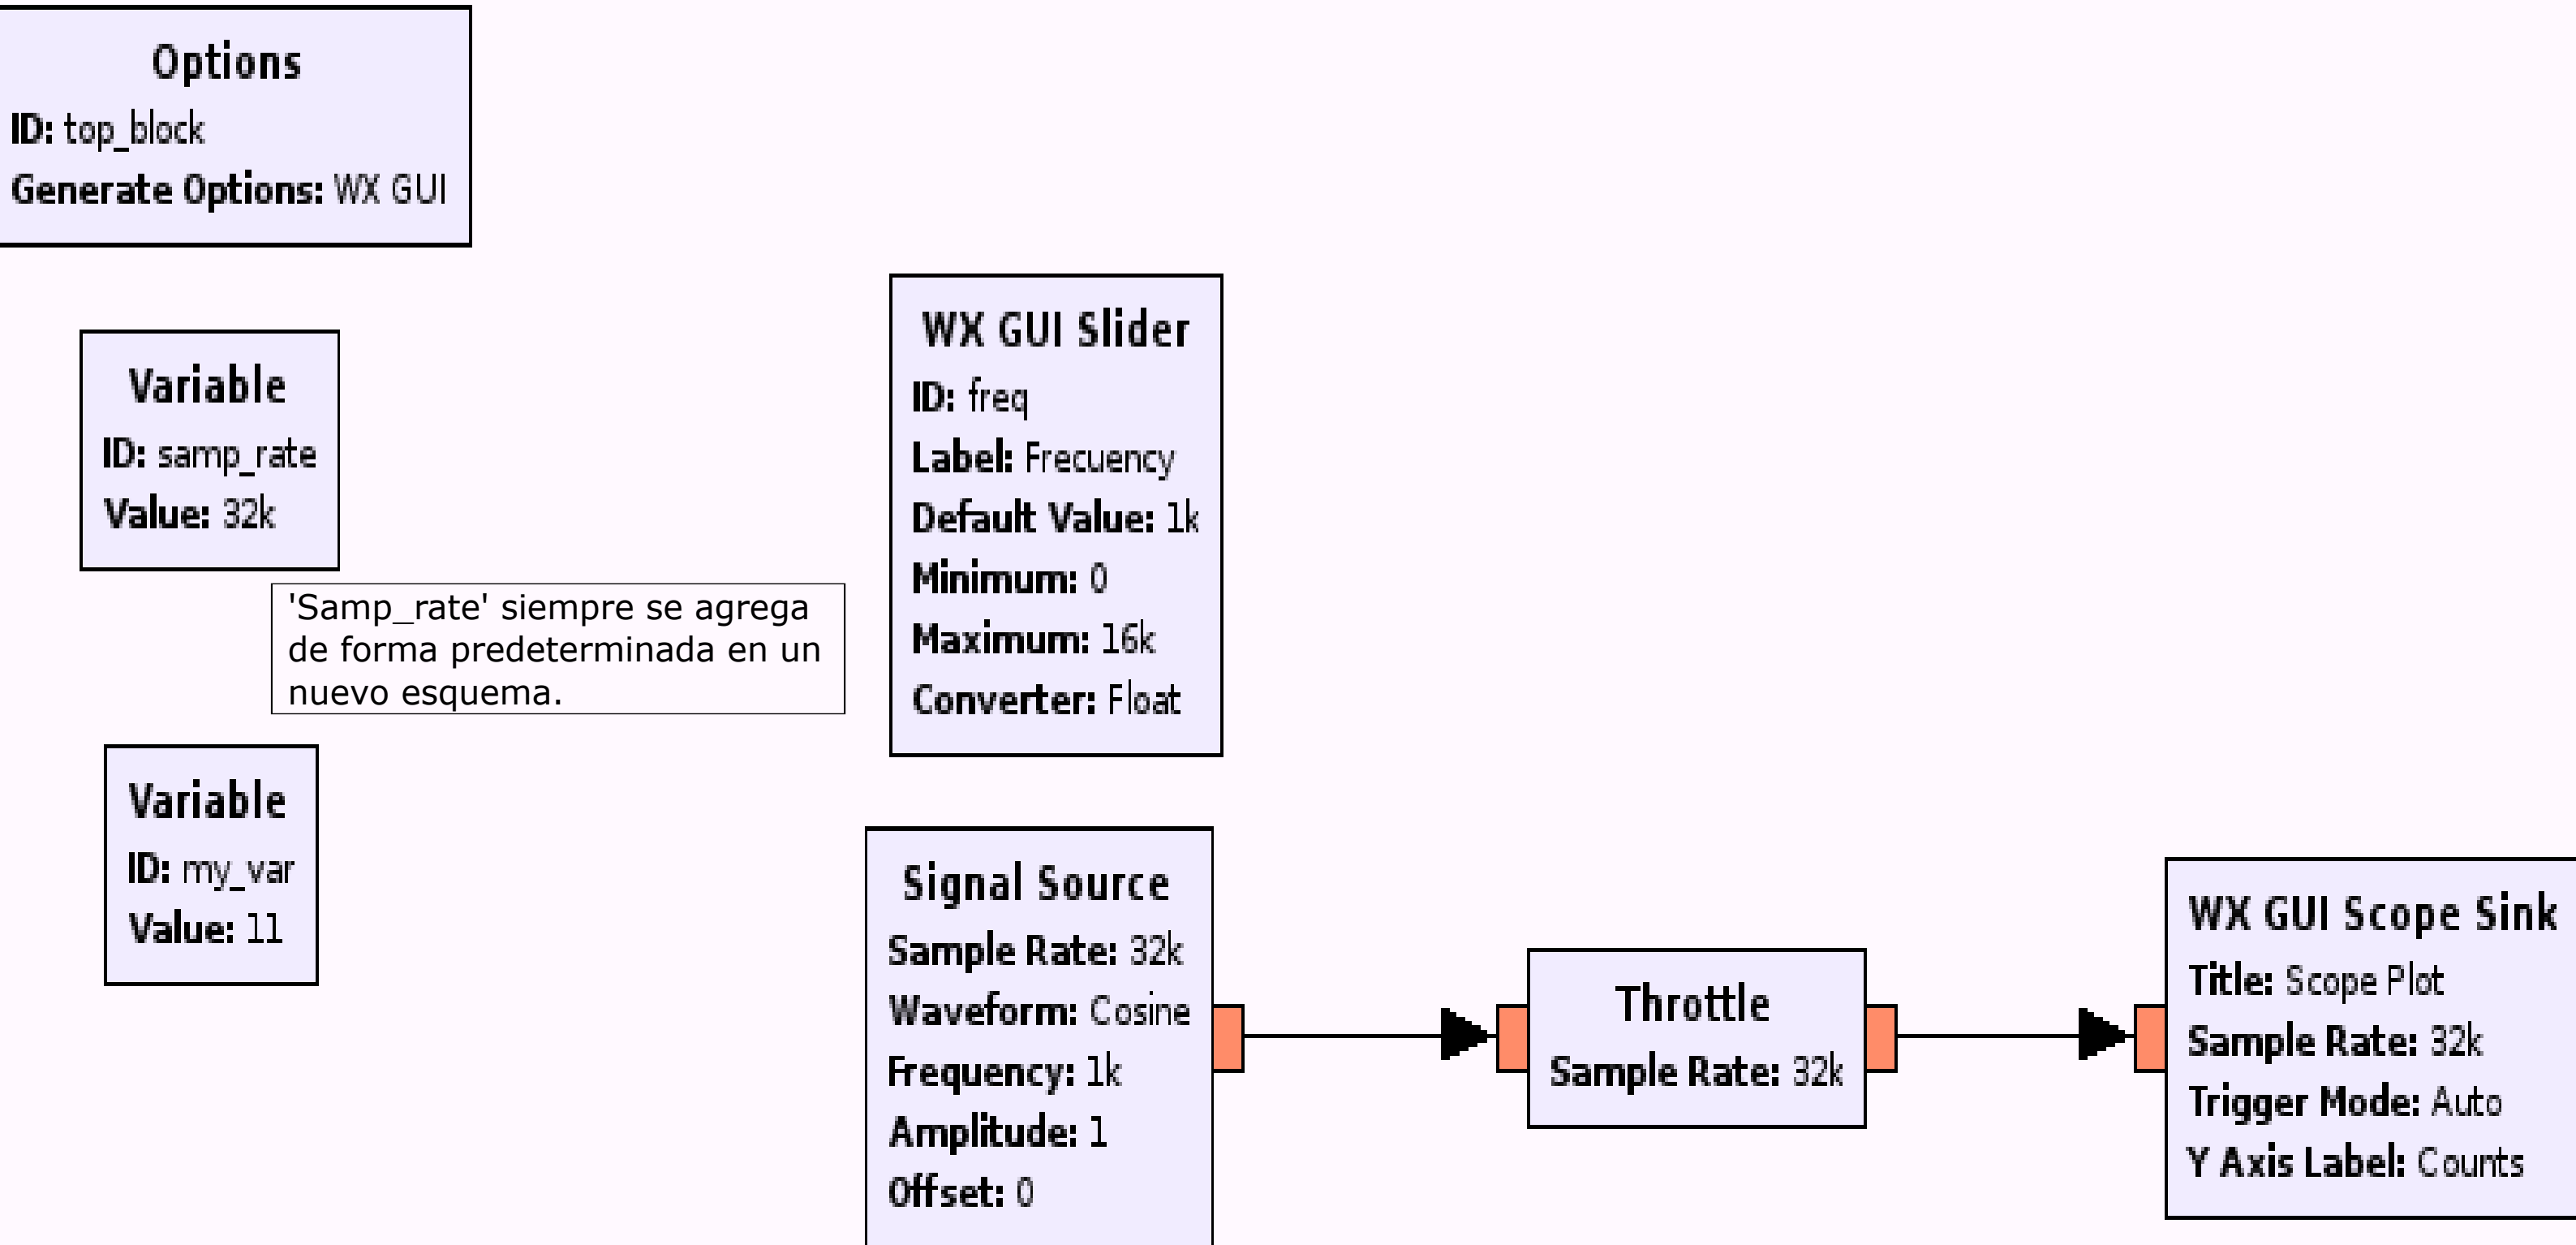 Options
ID: top_block
Generate Options: WX GUI
Variable
ID: samp_rate
Value: 32k
'Samp_rate' siempre se agrega
de forma predeterminada en un
nuevo esquema.
Variable
ID: my_var
Value: 11
WX GUI Slider
ID: freq
Label: Frecuency
Default Value: 1k
Minimum: 0
Maximum: 16k
Converter: Float
Signal Source
Sample Rate: 32k
Waveform: Cosine
Frequency: 1k
Amplitude: 1
Offset: 0
Throttle
Sample Rate: 32k
WX GUI Scope Sink
Title: Scope Plot
Sample Rate: 32k
Trigger Mode: Auto
Y Axis Label: Counts